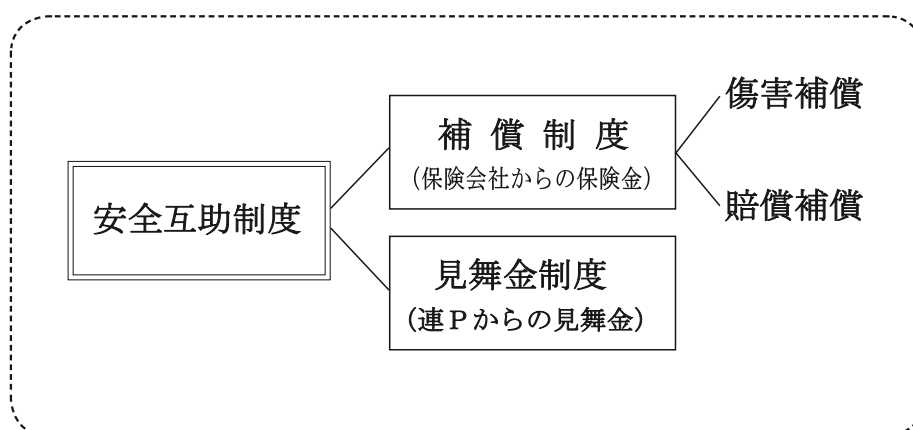 安全互助制度
補償制度
(保険会社からの保険金)
傷害補償
賠償補償
見舞金制度
(連Pからの見舞金)